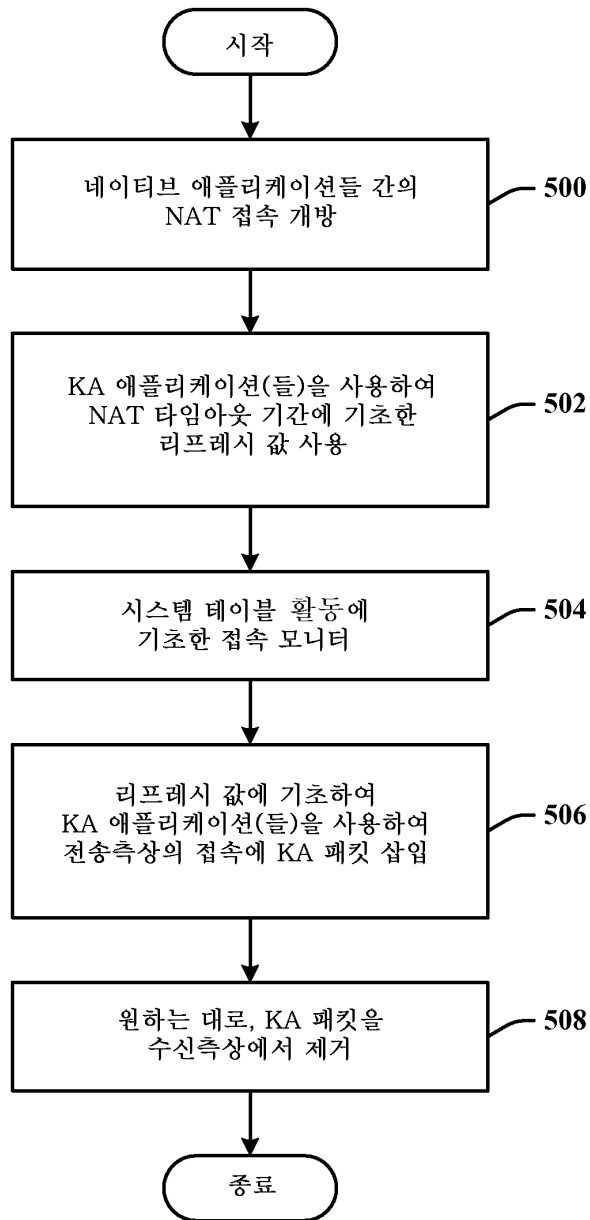 시작
네이티브 애플리케이션들 간의
NAT 접속 개방
500
KA 애플리케이션(들)을 사용하여
NAT 타임아웃 기간에 기초한
리프레시 값 사용
502
시스템 테이블 활동에
기초한 접속 모니터
504
리프레시 값에 기초하여
KA 애플리케이션(들)을 사용하여
전송측상의 접속에 KA 패킷 삽입
506
원하는 대로, KA 패킷을
수신측상에서 제거
508
종료